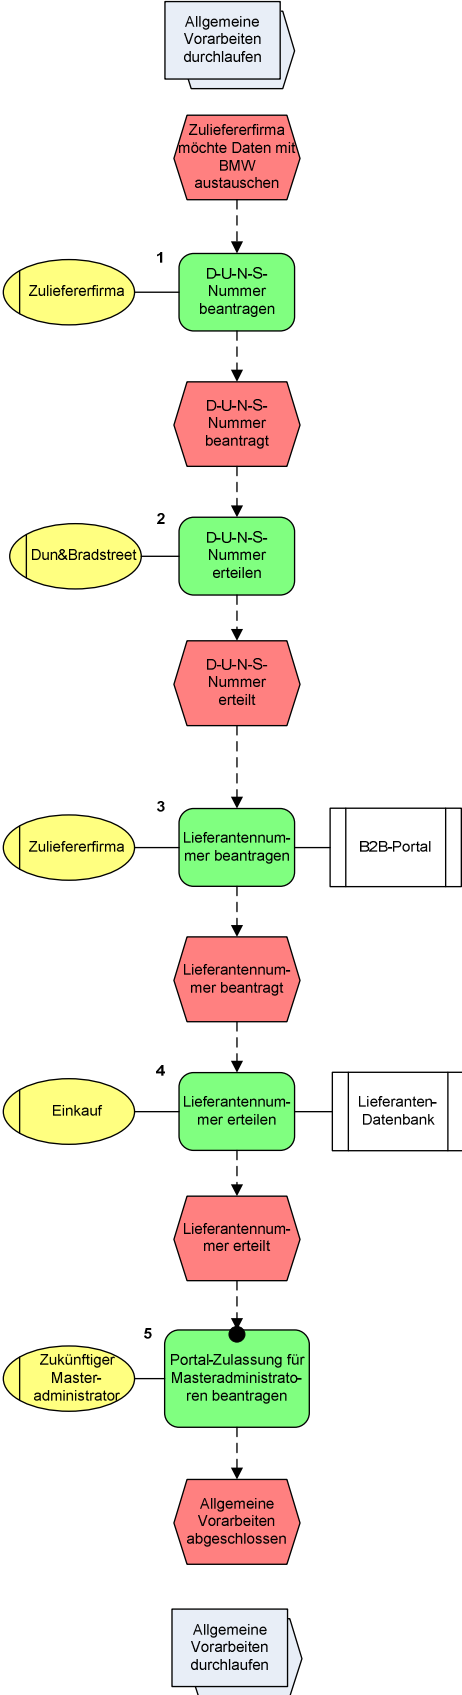 Allgemeine
Vorarbeiten
durchlaufen
Zuliefererfirma
möchte Daten mit
BMW
austauschen
1
Zuliefererfirma
D-U-N-S-
Nummer
beantragen
D-U-N-S-
Nummer
beantragt
2
Dun&Bradstreet
D-U-N-S-
Nummer
erteilen
D-U-N-S-
Nummer
erteilt
3
Zuliefererfirma
Lieferantennum-
mer beantragen
B2B-Portal
Lieferantennum-
mer beantragt
4
Einkauf
Lieferantennum-
mer erteilen
Lieferanten-
Datenbank
Lieferantennum-
mer erteilt
5
Zukünftiger
Master-
administrator
Portal-Zulassung für
Masteradministrato-
ren beantragen
Allgemeine
Vorarbeiten
abgeschlossen
Allgemeine
Vorarbeiten
durchlaufen